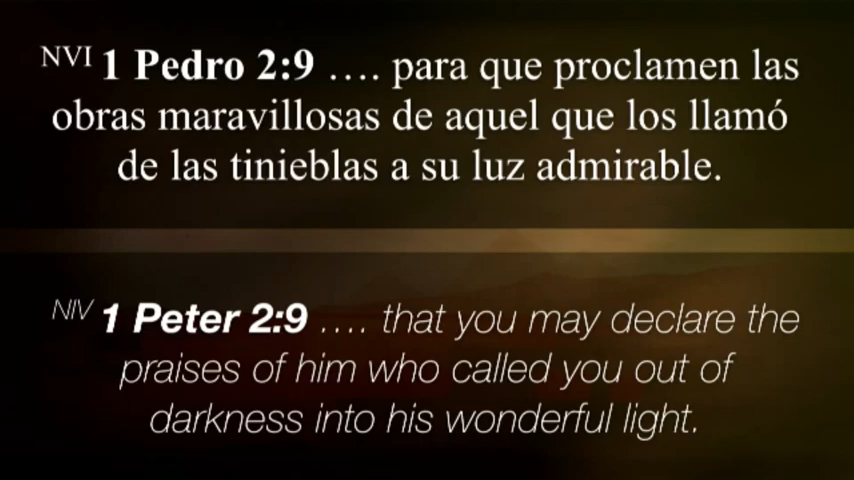 NVI 1 Pedro 2:9 .... para que proclamen las
obras maravillosas de aquel que los llamó
de las tinieblas a su luz admirable.
NIV 1 Peter 2:9 .... that you may declare the
praises of him who called you out of
darkness into his wonderful light.